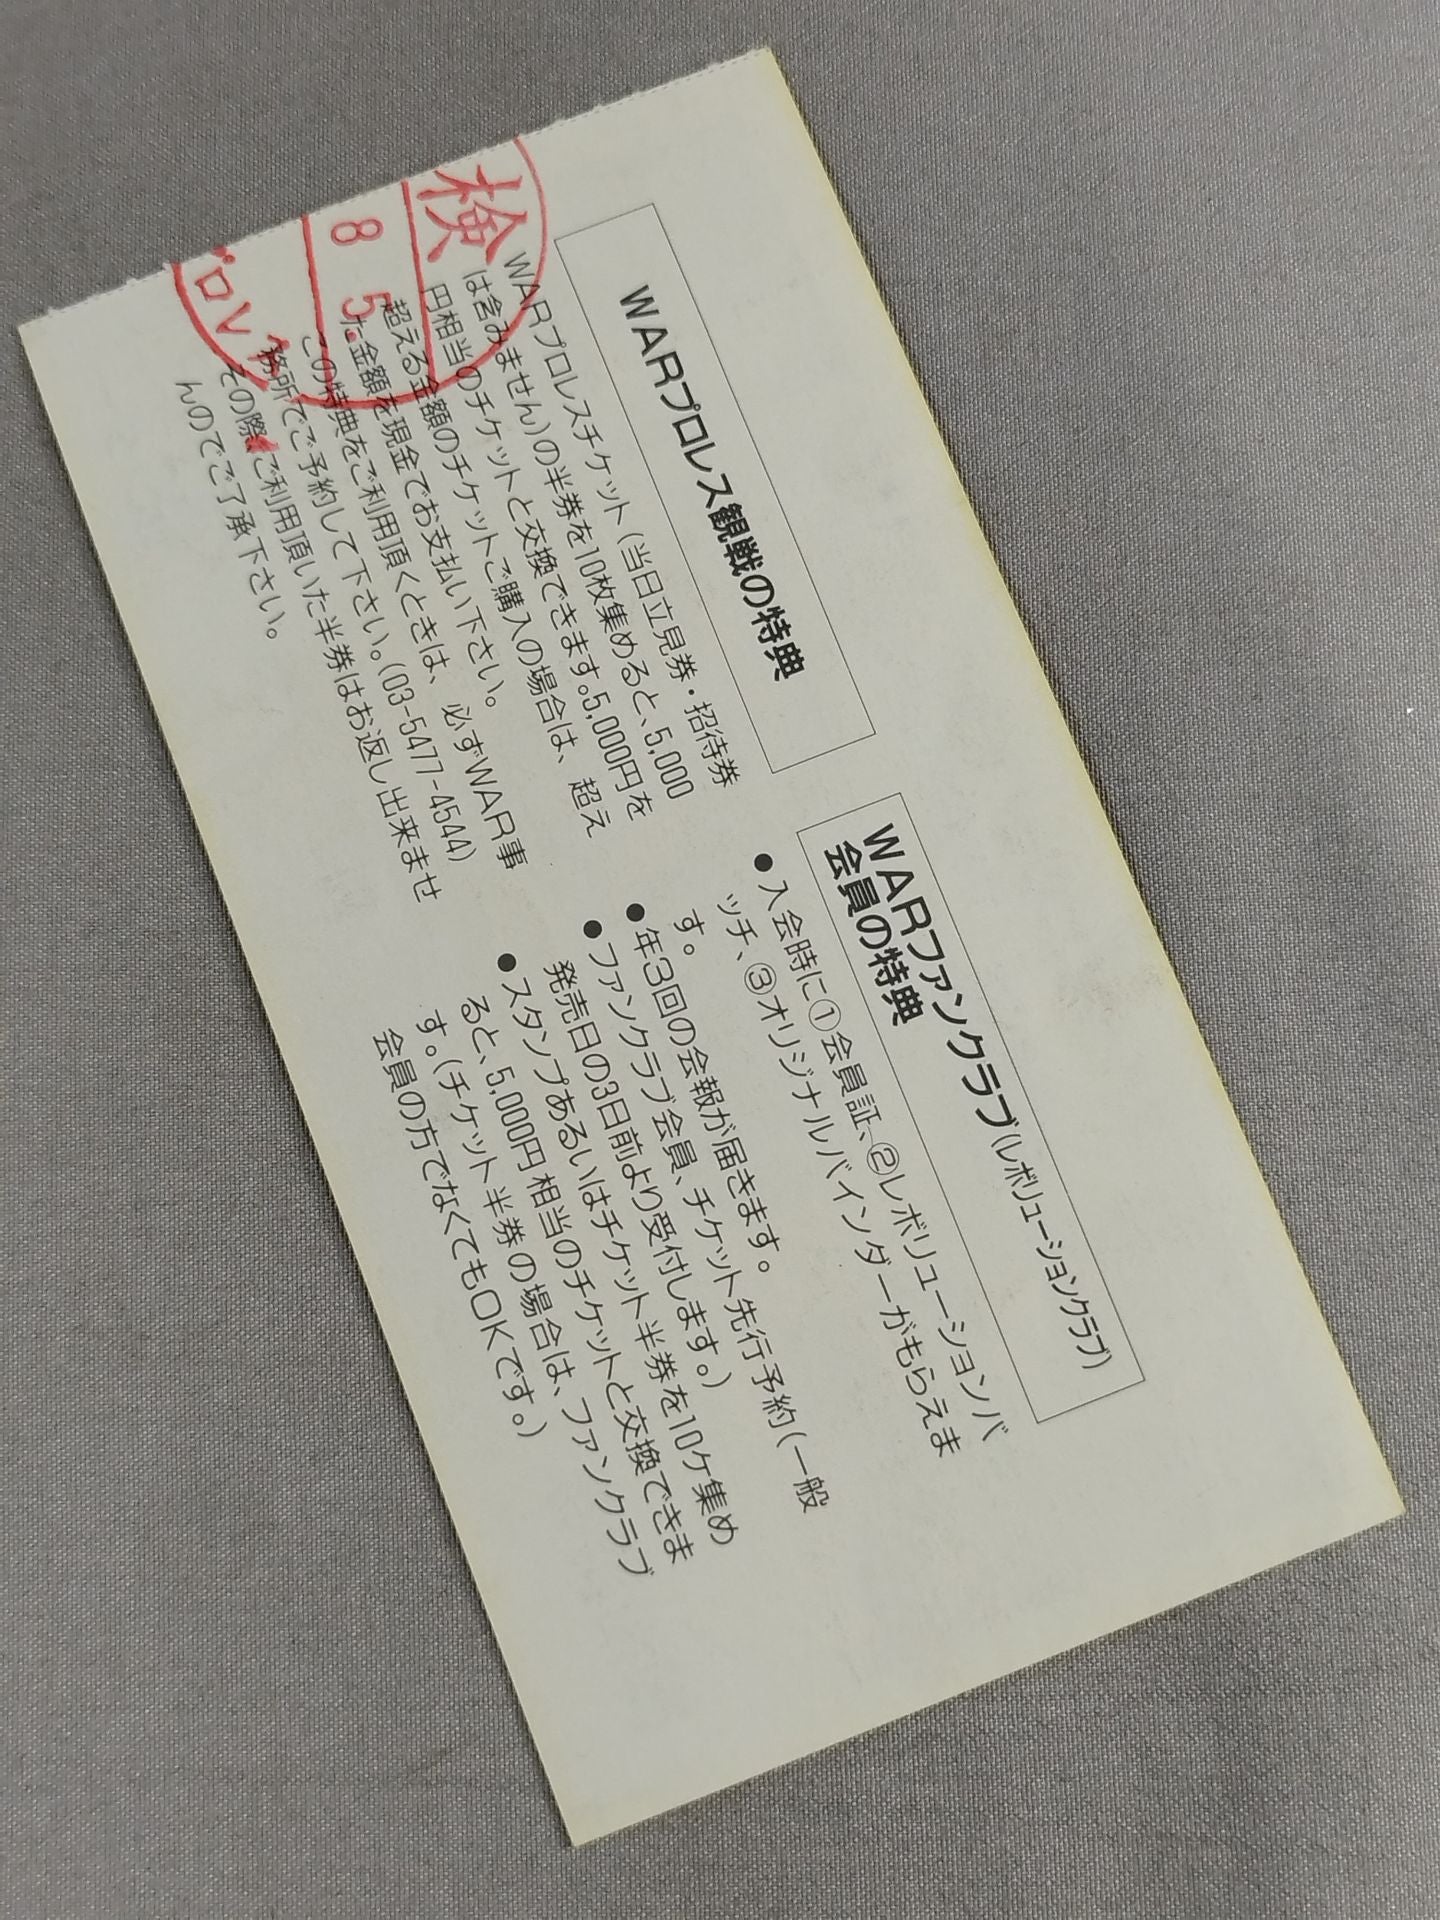 WARプロレス観戦の特典
WARプロレスチケット(当日立見券・招待券
は含みません)の半券を10枚集めると、5,000
円相当のチケットと交換できます。5,000円を
超える金額のチケットご購入の場合は、超え
た金額を現金でお支払い下さい。
この特典をご利用頂くときは、必ずWAR事
務所でご予約して下さい。(03-5477-4544)
その際ご利用頂いた半券はお返し出来ませ
んのでご了承下さい。
WARファンクラブ(レボリューションクラブ)
会員の特典
●入会時に①会員証、②レボリューションバ
ッチ、③オリジナルバインダーがもらえま
す。
●年3回の会報が届きます。
●ファンクラブ会員、チケット先行予約(一般
発売日の3日前より受付します。)
●スタンプあるいはチケット半券を10ケ集め
ると、5,000円相当のチケットと交換できま
す。(チケット半券の場合は、ファンクラブ
会員の方でなくてもOKです。)
検
8 5.
プロレ